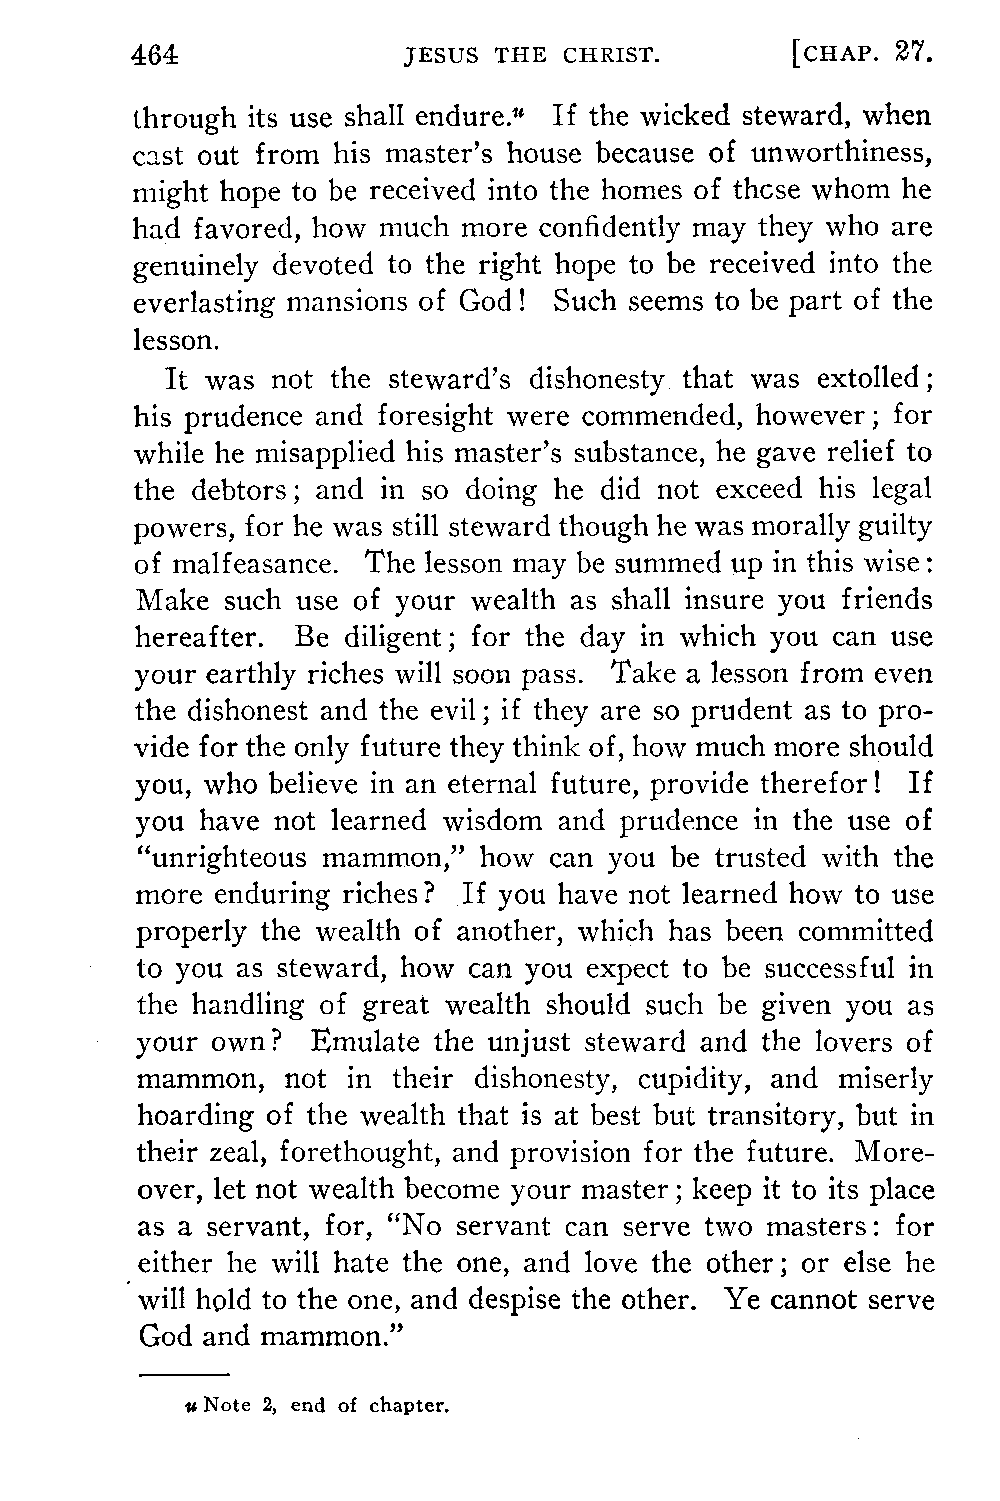 464 JESUS THE CHRIST. [CHAP. 27.
through its use shall endure.u If the wicked steward, when
cast out from his master's house because of unworthiness,
might hope to be received into the homes of those whom he
had favored, how much more confidently may they who are
genuinely devoted to the right hope to be received into the
everlasting mansions of God! Such seems to be part of the
lesson.
It was not the steward's dishonesty that was extolled;
his prudence and foresight were commended, however; for
while he misapplied his master's substance, he gave relief to
the debtors; and in so doing he did not exceed his legal
powers, for he was still steward though he was morally guilty
of malfeasance. The lesson may be summed up in this wise:
Make such use of your wealth as shall insure you friends
hereafter. Be diligent; for the day in which you can use
your earthly riches will soon pass. Take a lesson from even
the dishonest and the evil; if they are so prudent as to pro-
vide for the only future they think of, how much more should
you, who believe in an eternal future, provide therefor! If
you have not learned wisdom and prudence in the use of
“unrighteous mammon,” how can you be trusted with the
more enduring riches? If you have not learned how to use
properly the wealth of another, which has been committed
to you as steward, how can you expect to be successful in
the handling of great wealth should such be given you as
your own? Emulate the unjust steward and the lovers of
mammon, not in their dishonesty, cupidity, and miserly
hoarding of the wealth that is at best but transitory, but in
their zeal, forethought, and provision for the future. More-
over, let not wealth become your master; keep it to its place
as a servant, for, “No servant can serve two masters: for
either he will hate the one, and love the other; or else he
will hold to the one, and despise the other. Ye cannot serve
God and mammon.”
u Note 2, end of chapter.